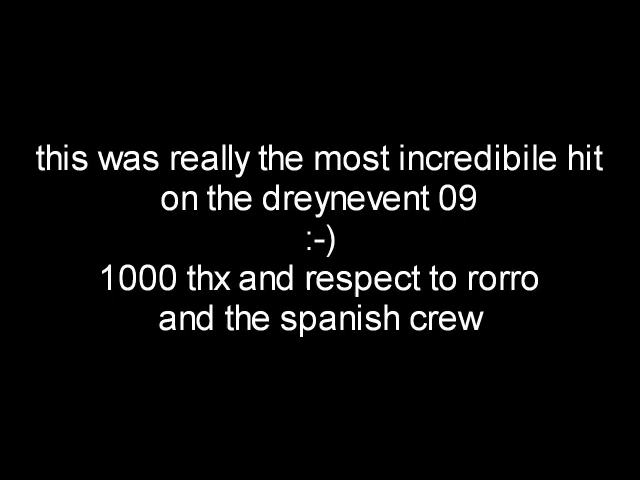 this was really the most incredibile hit
on the dreynevent 09
:-)
1000 thx and respect to rorro
and the spanish crew